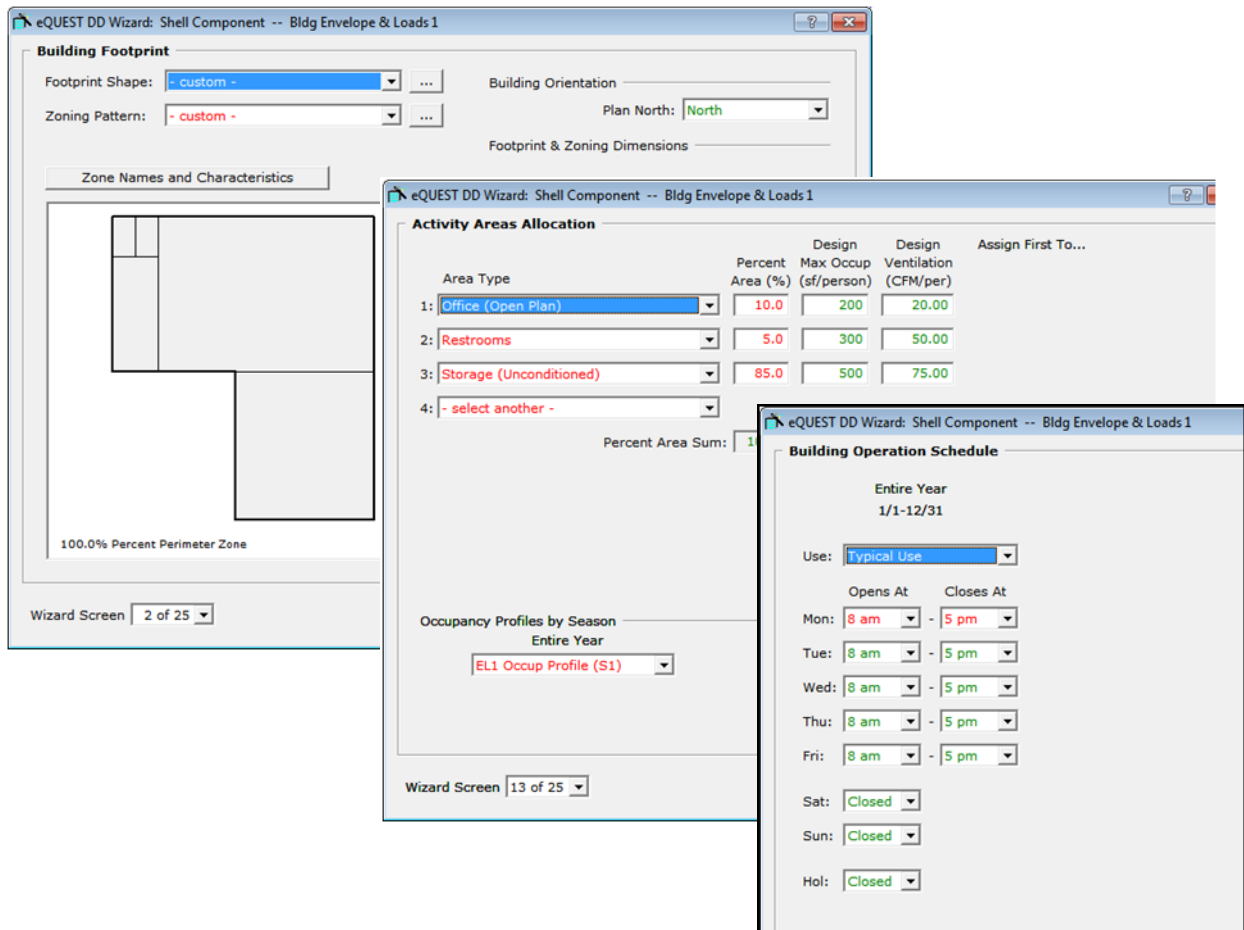 eQUEST DD Wizard: Shell Component -- Bldg Envelope & Loads 1
Building Footprint
Footprint Shape: - custom - ...
Building Orientation
Zoning Pattern: - custom - ...
Plan North: North
Footprint & Zoning Dimensions
Zone Names and Characteristics
100.0% Percent Perimeter Zone
Wizard Screen 2 of 25
eQUEST DD Wizard: Shell Component -- Bldg Envelope & Loads 1
Activity Areas Allocation
Design Design Assign First To...
Percent Max Occup Ventilation
Area Type Area (%) (sf/person) (CFM/per)
1: Office (Open Plan) 10.0 200 20.00
2: Restrooms 5.0 300 50.00
3: Storage (Unconditioned) 85.0 500 75.00
4: - select another -
Percent Area Sum:
Occupancy Profiles by Season
Entire Year
EL1 Occup Profile (S1)
Wizard Screen 13 of 25
eQUEST DD Wizard: Shell Component -- Bldg Envelope & Loads 1
Building Operation Schedule
Entire Year
1/1-12/31
Use: Typical Use
Opens At Closes At
Mon: 8 am - 5 pm
Tue: 8 am - 5 pm
Wed: 8 am - 5 pm
Thu: 8 am - 5 pm
Fri: 8 am - 5 pm
Sat: Closed
Sun: Closed
Hol: Closed